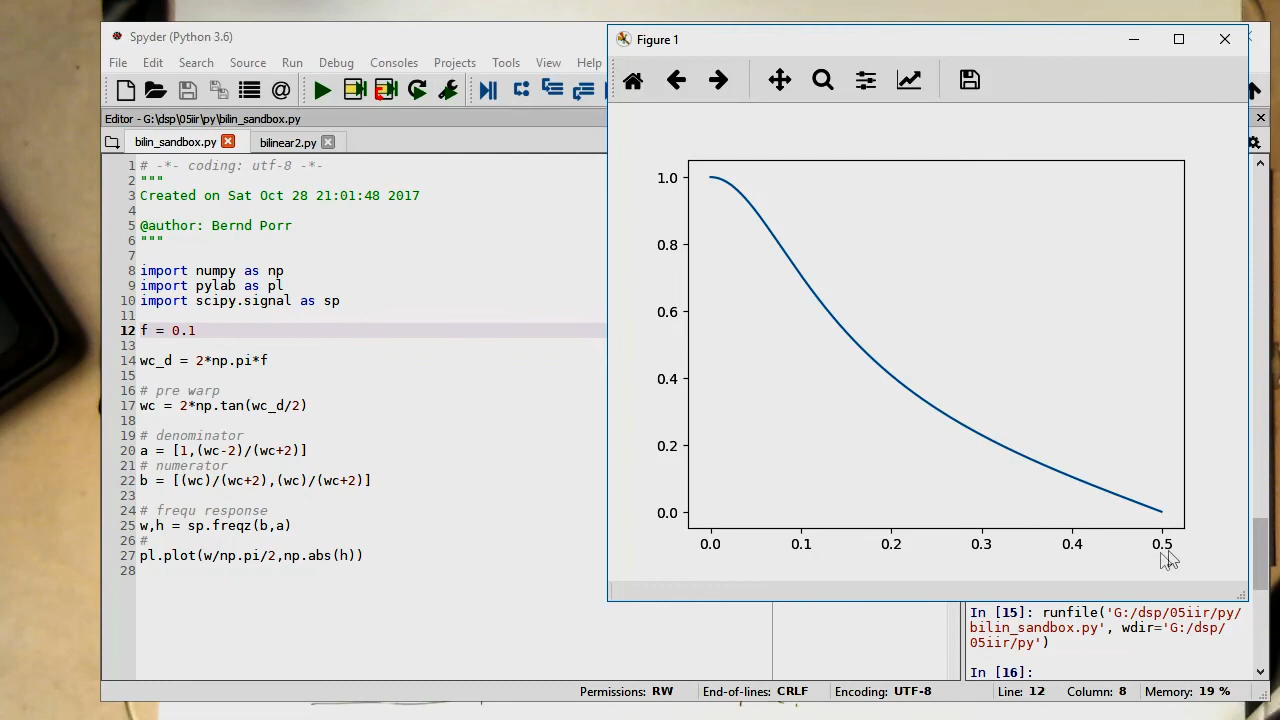 Spyder (Python 3.6)
File Edit Search Source Run Debug Consoles Projects Tools View Help
Editor - G:\dsp\05iir\py\bilin_sandbox.py
bilin_sandbox.py
bilinear2.py
1 # -*- coding: utf-8 -*-
2 """
3 Created on Sat Oct 28 21:01:48 2017
4
5 @author: Bernd Porr
6 """
7
8 import numpy as np
9 import pylab as pl
10 import scipy.signal as sp
11
12 f = 0.1
13
14 wc_d = 2*np.pi*f
15
16 # pre warp
17 wc = 2*np.tan(wc_d/2)
18
19 # denominator
20 a = [1,(wc-2)/(wc+2)]
21 # numerator
22 b = [(wc)/(wc+2),(wc)/(wc+2)]
23
24 # frequ response
25 w,h = sp.freqz(b,a)
26 #
27 pl.plot(w/np.pi/2,np.abs(h))
28
Figure 1
1.0
0.8
0.6
0.4
0.2
0.0
0.0 0.1 0.2 0.3 0.4 0.5
In [15]: runfile('G:/dsp/05iir/py/
bilin_sandbox.py', wdir='G:/dsp/
05iir/py')
In [16]:
Permissions: RW End-of-lines: CRLF Encoding: UTF-8 Line: 12 Column: 8 Memory: 19 %